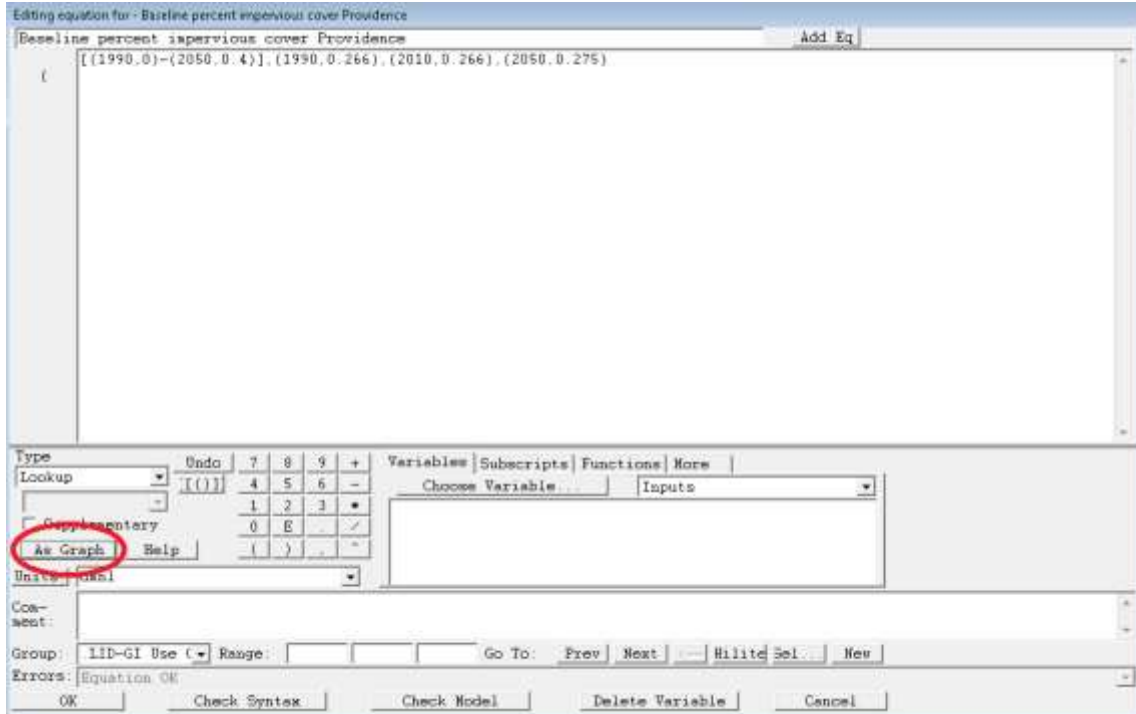 Editing equation for - Baseline percent impervious cover Providence
Baseline percent impervious cover Providence Add Eq
[(1990,0)-(2050,0.4)],(1990,0.266),(2010,0.266),(2050,0.275)
(
Type Undo 7 8 9 + Variables Subscripts Functions More
Lookup [()] 4 5 6 - Choose Variable... Inputs
1 2 3 *
Supplementary 0 E . /
As Graph Help ( ) , ^
Units Dmnl
Com-
ment:
Group: LID-GI Use Range: Go To: Prev Next Hilite Sel New
Errors: Equation OK
OK Check Syntax Check Model Delete Variable Cancel